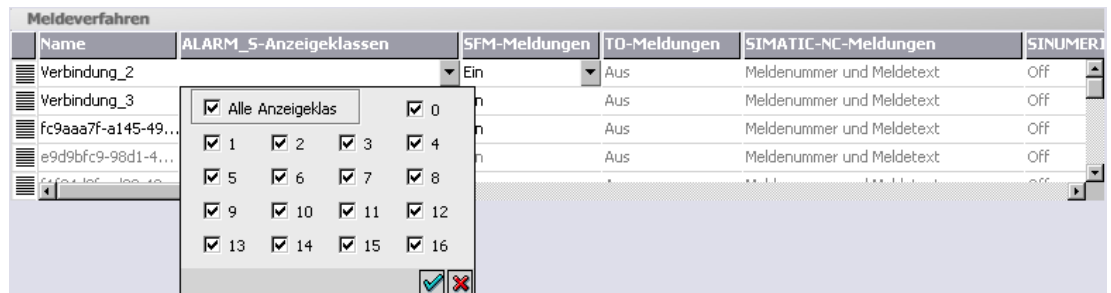 Meldeverfahren
Name ALARM_S-Anzeigeklassen SFM-Meldungen TO-Meldungen SIMATIC-NC-Meldungen SINUMERI
Verbindung_2 Ein Aus Meldenummer und Meldetext Off
Verbindung_3 n Aus Meldenummer und Meldetext Off
fc9aaa7f-a145-49... n Aus Meldenummer und Meldetext Off
e9d9bfc9-98d1-4... n Aus Meldenummer und Meldetext Off
Alle Anzeigeklas 0
1 2 3 4
5 6 7 8
9 10 11 12
13 14 15 16